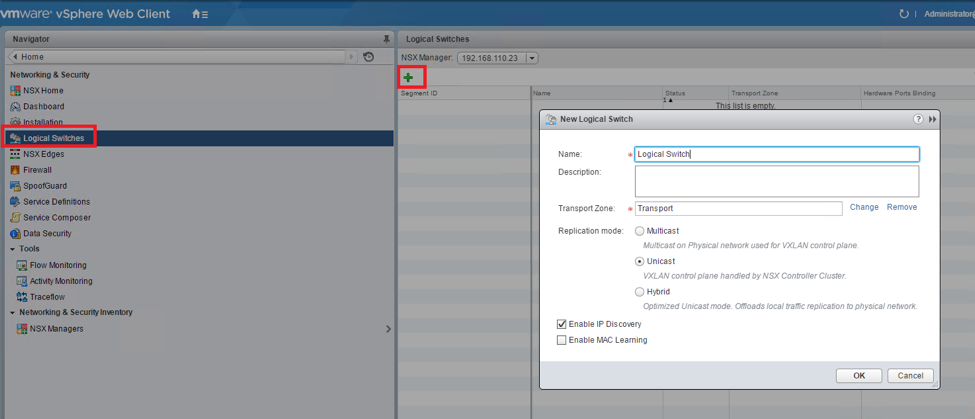 vmware® vSphere Web Client
Administrator@
Navigator
Home
Networking & Security
NSX Home
Dashboard
Installation
Logical Switches
NSX Edges
Firewall
SpoofGuard
Service Definitions
Service Composer
Data Security
Tools
Flow Monitoring
Activity Monitoring
Traceflow
Networking & Security Inventory
NSX Managers
Logical Switches
NSX Manager: 192.168.110.23
Segment ID Name Status Transport Zone Hardware Ports Binding
1
This list is empty.
New Logical Switch
?
Name: * Logical Switch
Description:
Transport Zone: * Transport Change Remove
Replication mode: Multicast
Multicast on Physical network used for VXLAN control plane.
Unicast
VXLAN control plane handled by NSX Controller Cluster.
Hybrid
Optimized Unicast mode. Offloads local traffic replication to physical network.
Enable IP Discovery
Enable MAC Learning
OK Cancel